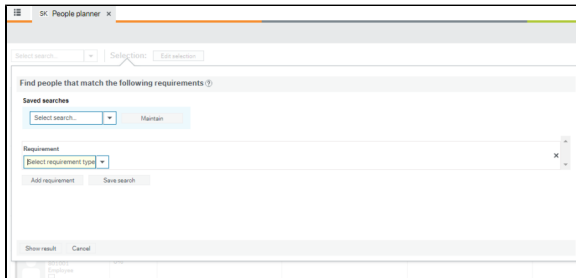 SK People planner ×
Select search... Selection: Edit selection
Find people that match the following requirements ?
Saved searches
Select search.. Maintain
Requirement
Select requirement type ×
Add requirement Save search
Show result Cancel
Employee